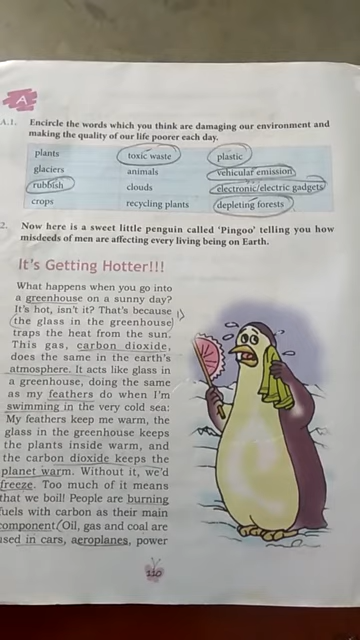 A
A.1. Encircle the words which you think are damaging our environment and
making the quality of our life poorer each day.
plants toxic waste plastic
glaciers animals vehicular emission
rubbish clouds electronic/electric gadgets
crops recycling plants depleting forests
2. Now here is a sweet little penguin called 'Pingoo' telling you how
misdeeds of men are affecting every living being on Earth.
It's Getting Hotter!!!
What happens when you go into
a greenhouse on a sunny day?
It's hot, isn't it? That's because
(the glass in the greenhouse)
traps the heat from the sun.
This gas, carbon dioxide,
does the same in the earth's
atmosphere. It acts like glass in
a greenhouse, doing the same
as my feathers do when I'm
swimming in the very cold sea:
My feathers keep me warm, the
glass in the greenhouse keeps
the plants inside warm, and
the carbon dioxide keeps the
planet warm. Without it, we'd
freeze. Too much of it means
that we boil! People are burning
fuels with carbon as their main
component. Oil, gas and coal are
used in cars, aeroplanes, power
110